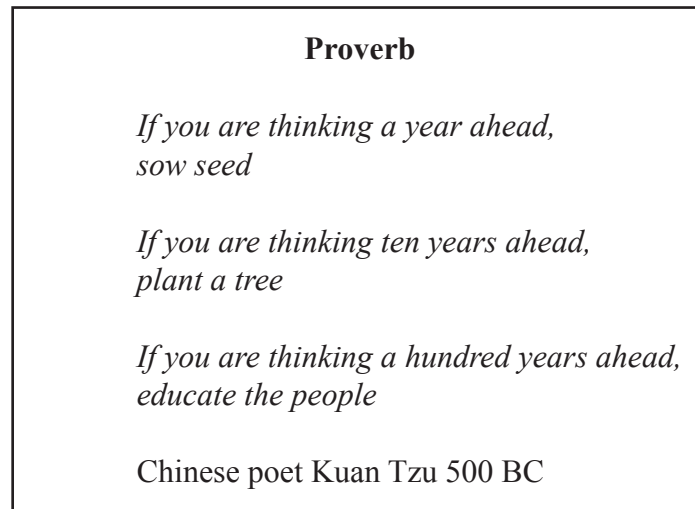 Proverb
If you are thinking a year ahead,
sow seed
If you are thinking ten years ahead,
plant a tree
If you are thinking a hundred years ahead,
educate the people
Chinese poet Kuan Tzu 500 BC